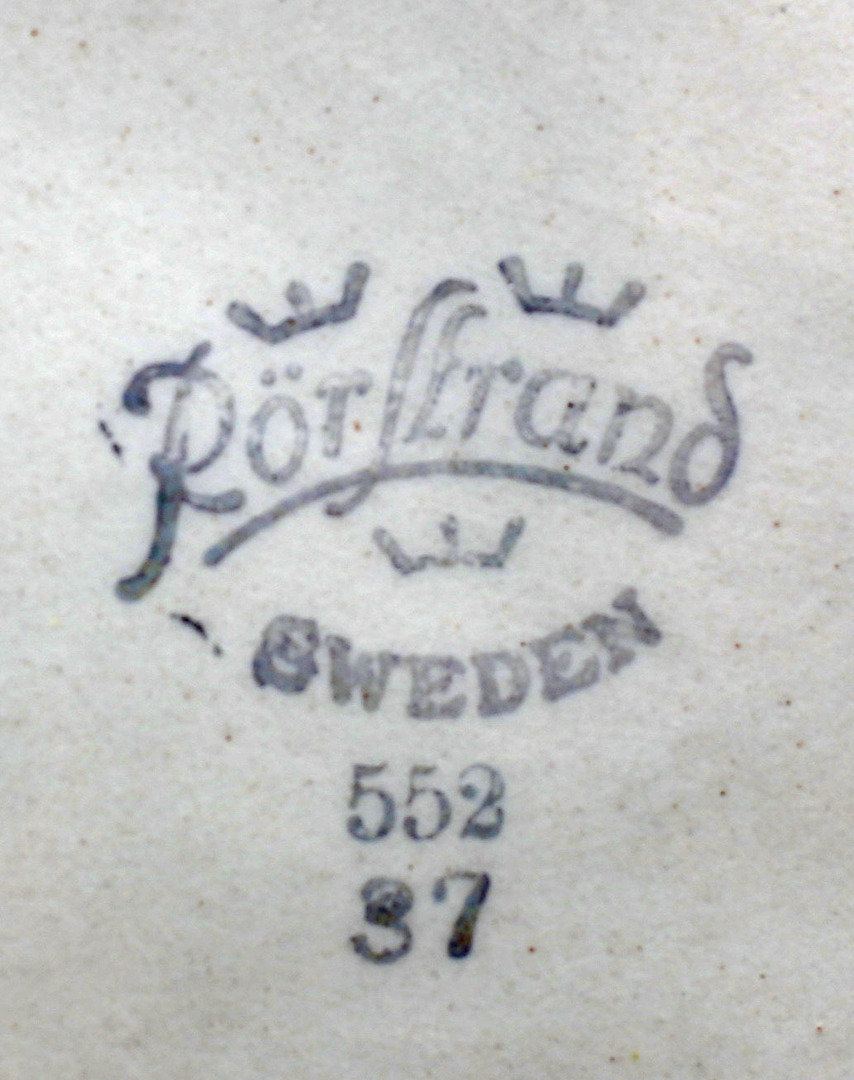 Rörstrand
SWEDEN
552
37